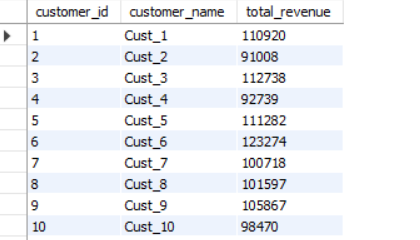 customer_id customer_name total_revenue
1 Cust_1 110920
2 Cust_2 91008
3 Cust_3 112738
4 Cust_4 92739
5 Cust_5 111282
6 Cust_6 123274
7 Cust_7 100718
8 Cust_8 101597
9 Cust_9 105867
10 Cust_10 98470